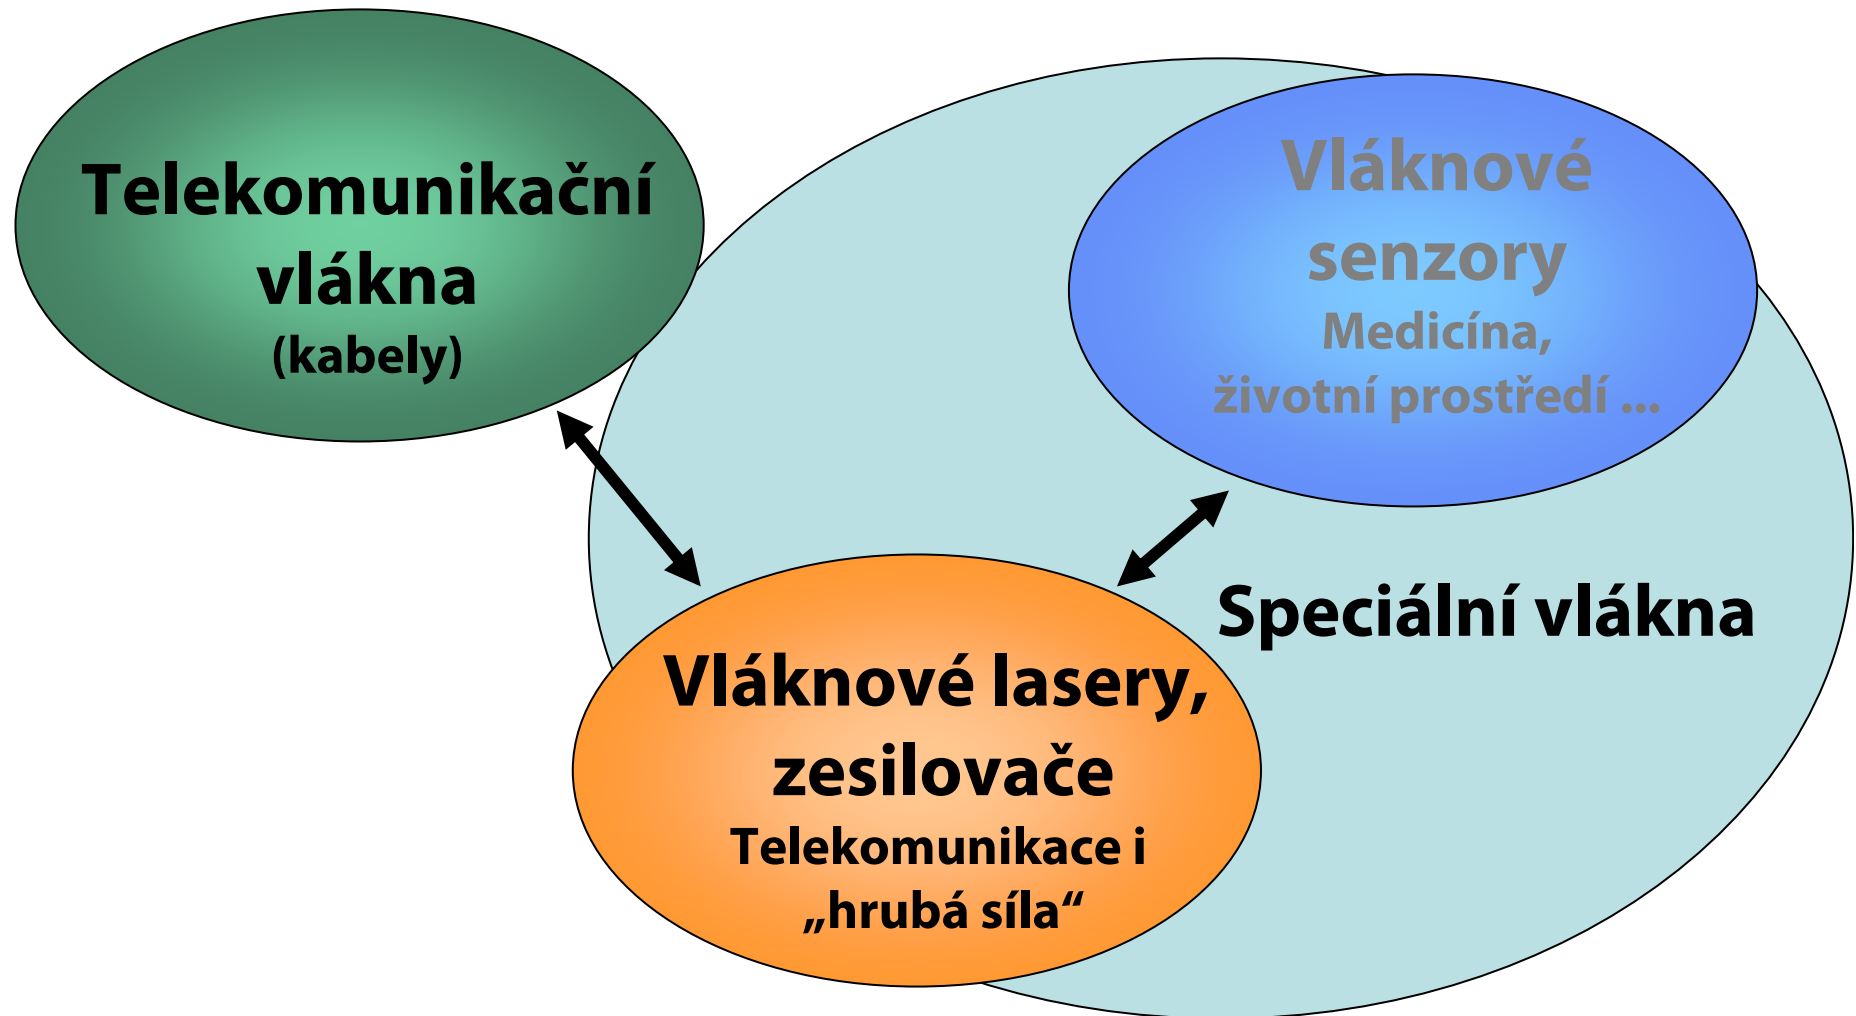 Telekomunikační
vlákna
(kabely)
Vláknové
senzory
Medicína,
životní prostředí ...
Speciální vlákna
Vláknové lasery,
zesilovače
Telekomunikace i
„hrubá síla“